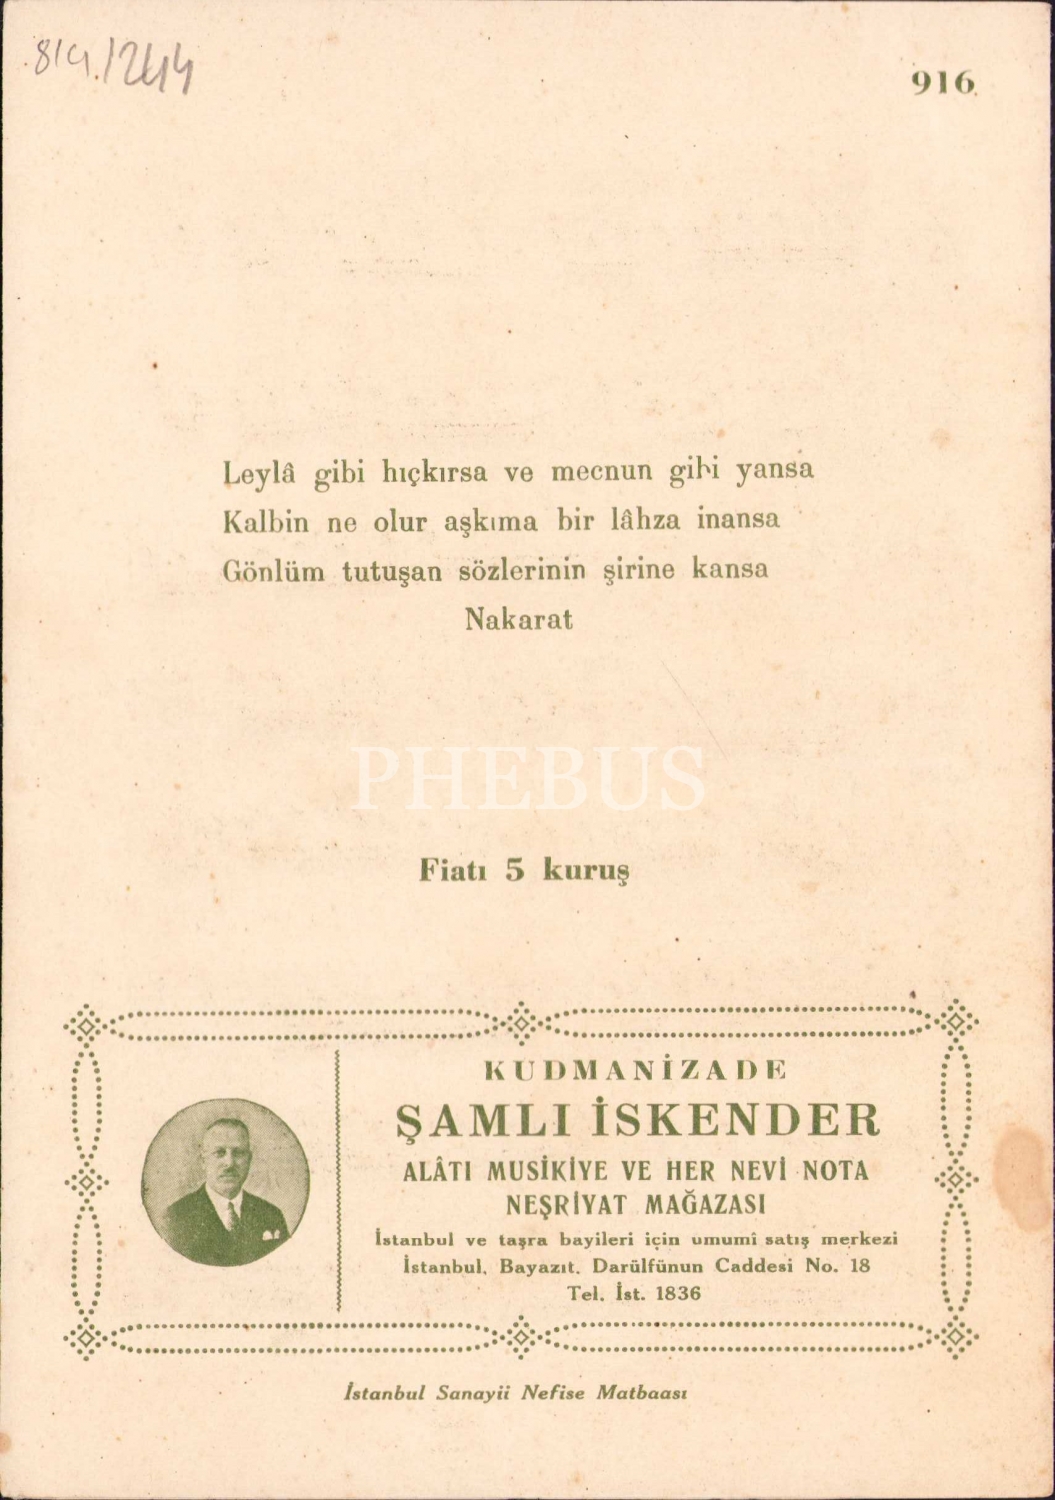 .814./244
916
Leylâ gibi hıçkırsa ve mecnun gibi yansa
Kalbin ne olur aşkıma bir lâhza inansa
Gönlüm tutuşan sözlerinin şirine kansa
Nakarat
PHEBUS
Fiatı 5 kuruş
KUDMANİZADE
ŞAMLI İSKENDER
ALÂTI MUSİKİYE VE HER NEVİ NOTA
NEŞRİYAT MAĞAZASI
İstanbul ve taşra bayileri için umumî satış merkezi
İstanbul, Bayazıt, Darülfünun Caddesi No. 18
Tel. İst. 1836
İstanbul Sanayii Nefise Matbaası